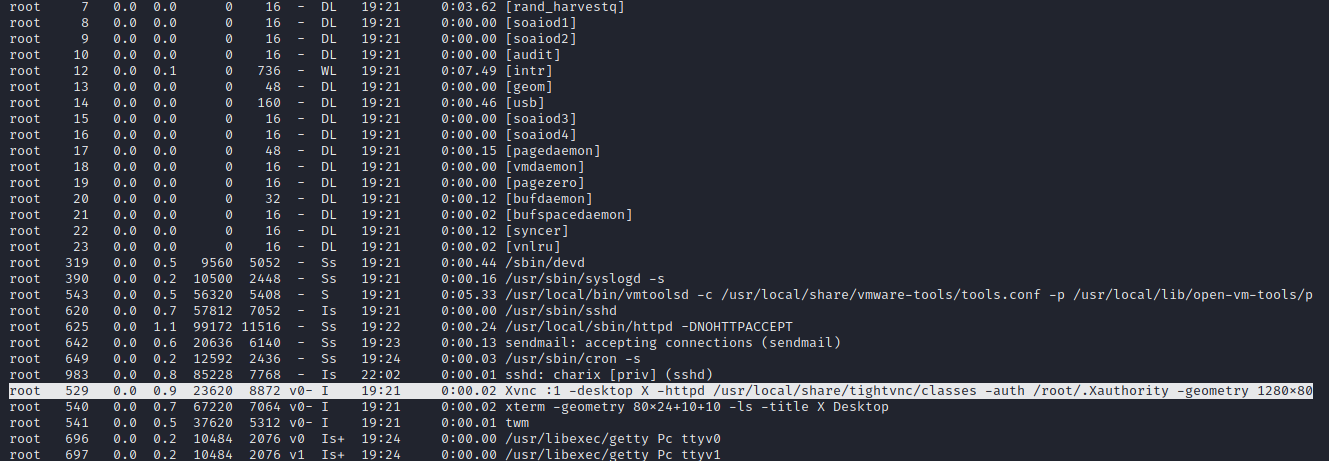 root 7 0.0 0.0 0 16 - DL 19:21 0:03.62 [rand_harvestq]
root 8 0.0 0.0 0 16 - DL 19:21 0:00.00 [soaiod1]
root 9 0.0 0.0 0 16 - DL 19:21 0:00.00 [soaiod2]
root 10 0.0 0.0 0 16 - DL 19:21 0:00.00 [audit]
root 12 0.0 0.1 0 736 - WL 19:21 0:07.49 [intr]
root 13 0.0 0.0 0 48 - DL 19:21 0:00.00 [geom]
root 14 0.0 0.0 0 160 - DL 19:21 0:00.46 [usb]
root 15 0.0 0.0 0 16 - DL 19:21 0:00.00 [soaiod3]
root 16 0.0 0.0 0 16 - DL 19:21 0:00.00 [soaiod4]
root 17 0.0 0.0 0 48 - DL 19:21 0:00.15 [pagedaemon]
root 18 0.0 0.0 0 16 - DL 19:21 0:00.00 [vmdaemon]
root 19 0.0 0.0 0 16 - DL 19:21 0:00.00 [pagezero]
root 20 0.0 0.0 0 32 - DL 19:21 0:00.12 [bufdaemon]
root 21 0.0 0.0 0 16 - DL 19:21 0:00.02 [bufspacedaemon]
root 22 0.0 0.0 0 16 - DL 19:21 0:00.12 [syncer]
root 23 0.0 0.0 0 16 - DL 19:21 0:00.02 [vnlru]
root 319 0.0 0.5 9560 5052 - Ss 19:21 0:00.44 /sbin/devd
root 390 0.0 0.2 10500 2448 - Ss 19:21 0:00.16 /usr/sbin/syslogd -s
root 543 0.0 0.5 56320 5408 - S 19:21 0:05.33 /usr/local/bin/vmtoolsd -c /usr/local/share/vmware-tools/tools.conf -p /usr/local/lib/open-vm-tools/p
root 620 0.0 0.7 57812 7052 - Is 19:21 0:00.00 /usr/sbin/sshd
root 625 0.0 1.1 99172 11516 - Ss 19:22 0:00.24 /usr/local/sbin/httpd -DNOHTTPACCEPT
root 642 0.0 0.6 20636 6140 - Ss 19:23 0:00.13 sendmail: accepting connections (sendmail)
root 649 0.0 0.2 12592 2436 - Ss 19:24 0:00.03 /usr/sbin/cron -s
root 983 0.0 0.8 85228 7768 - Is 22:02 0:00.01 sshd: charix [priv] (sshd)
root 529 0.0 0.9 23620 8872 v0- I 19:21 0:00.02 Xvnc :1 -desktop X -httpd /usr/local/share/tightvnc/classes -auth /root/.Xauthority -geometry 1280×80
root 540 0.0 0.7 67220 7064 v0- I 19:21 0:00.02 xterm -geometry 80×24+10+10 -ls -title X Desktop
root 541 0.0 0.5 37620 5312 v0- I 19:21 0:00.01 twm
root 696 0.0 0.2 10484 2076 v0 Is+ 19:24 0:00.00 /usr/libexec/getty Pc ttyv0
root 697 0.0 0.2 10484 2076 v1 Is+ 19:24 0:00.00 /usr/libexec/getty Pc ttyv1